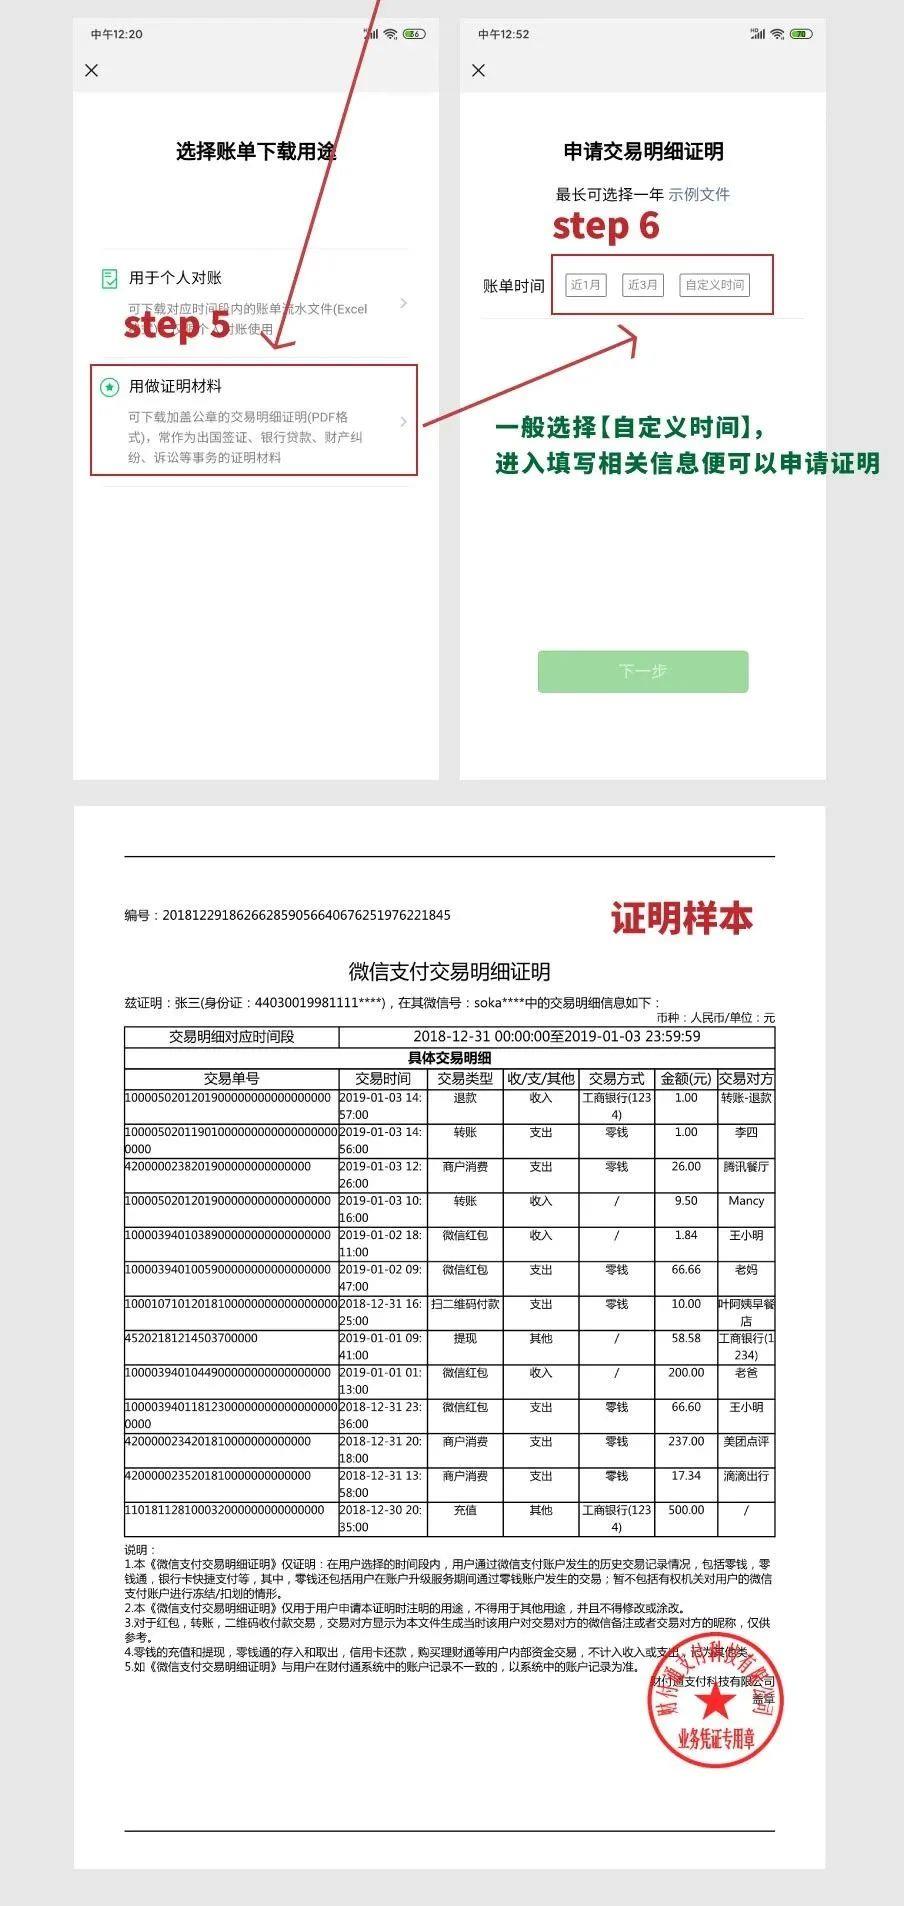 中午12:20
56
选择账单下载用途
用于个人对账
可下载对应时间段内的账单流水文件(Excel
个人对账使用
step 5
用做证明材料
可下载加盖公章的交易明细证明(PDF格
式)，常作为出国签证、银行贷款、财产纠
纷、诉讼等事务的证明材料
中午12:52
70
申请交易明细证明
最长可选择一年 示例文件
step 6
账单时间 近1月 近3月 自定义时间
一般选择【自定义时间】，
进入填写相关信息便可以申请证明
下一步
编号：2018122918626628590566406762519762­21845
证明样本
微信支付交易明细证明
兹证明：张三(身份证：44030019981111****)，在其微信号：soka****中的交易明细信息如下：
币种：人民币/单位：元
交易明细对应时间段 2018-12-31 00:00:00至2019-01-03 23:59:59
具体交易明细
交易单号 交易时间 交易类型 收/支/其他 交易方式 金额(元) 交易对方
1000050201201900000000000000000 2019-01-03 14: 退款 收入 工商银行(123 1.00 转账-退款
57:00 4)
10000502011901000000000000000000 2019-01-03 14: 转账 支出 零钱 1.00 李四
0000 56:00
4200000238201900000000000000 2019-01-03 12: 商户消费 支出 零钱 26.00 腾讯餐厅
26:00
1000050201201900000000000000000 2019-01-03 10: 转账 收入 / 9.50 Mancy
16:00
1000039401038900000000000000000 2019-01-02 18: 微信红包 收入 / 1.84 王小明
11:00
1000039401005900000000000000000 2019-01-02 09: 微信红包 支出 零钱 66.66 老妈
47:00
10001071012018100000000000000000 2018-12-31 16: 扫二维码付款 支出 零钱 10.00 叶阿姨早餐
25:00 店
45202181214503700000 2019-01-01 09: 提现 其他 / 58.58 工商银行(1
41:00 234)
1000039401044900000000000000000 2019-01-01 01: 微信红包 收入 / 200.00 老爸
13:00
10000394011812300000000000000000 2018-12-31 23: 微信红包 支出 零钱 66.60 王小明
0000 36:00
4200000234201810000000000000 2018-12-31 20: 商户消费 支出 零钱 237.00 美团点评
18:00
4200000235201810000000000000 2018-12-31 13: 商户消费 支出 零钱 17.34 滴滴出行
58:00
110181128100032000000000000000 2018-12-30 20: 充值 其他 工商银行(123 500.00 /
35:00 4)
说明：
1.本《微信支付交易明细证明》仅证明：在用户选择的时间段内，用户通过微信支付账户发生的历史交易记录情况，包括零钱，零
钱通，银行卡快捷支付等，其中，零钱还包括用户在账户升级服务期间通过零钱账户发生的交易；暂不包括有权机关对用户的微信
支付账户进行冻结/扣划的情形。
2.本《微信支付交易明细证明》仅用于用户申请本证明时注明的用途，不得用于其他用途，并且不得修改或涂改。
3.对于红包，转账，二维码收付款交易，交易对方显示为本文件生成当时该用户对交易对方的微信备注或者交易对方的昵称，仅供
参考。
4.零钱的充值和提现，零钱通的存入和取出，信用卡还款，购买理财通等用户内部资金交易，不计入收入或支出，记为其他类。
5.如《微信支付交易明细证明》与用户在财付通系统中的账户记录不一致的，以系统中的账户记录为准。
财付通支付科技有限公司
盖章
财付通支付科技有限公司
业务凭证专用章